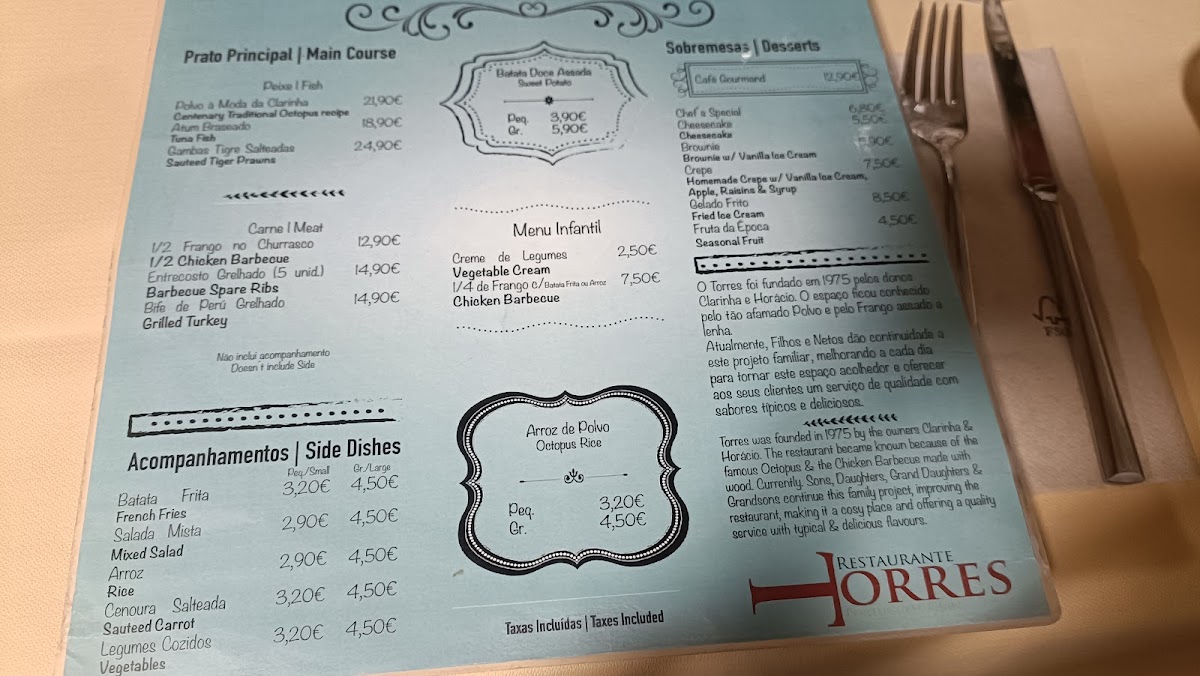 Prato Principal | Main Course
Peixe | Fish
Polvo à Moda da Clarinha 21,90€
Centenary Traditional Octopus recipe
Atum Braseado 18,90€
Tuna Fish
Gambas Tigre Salteadas 24,90€
Sauteed Tiger Prawns
Carne | Meat
1/2 Frango no Churrasco 12,90€
1/2 Chicken Barbecue
Entrecosto Grelhado (5 unid.) 14,90€
Barbecue Spare Ribs
Bife de Perú Grelhado 14,90€
Grilled Turkey
Não inclui acompanhamento
Doesn t include Side
Acompanhamentos | Side Dishes
Peq./Small Gr./Large
Batata Frita 3,20€ 4,50€
French Fries
Salada Mista 2,90€ 4,50€
Mixed Salad
Arroz 2,90€ 4,50€
Rice
Cenoura Salteada 3,20€ 4,50€
Sauteed Carrot
Legumes Cozidos 3,20€ 4,50€
Vegetables
Batata Doce Assada
Sweet Potato
Peq. 3,90€
Gr. 5,90€
Menu Infantil
Creme de Legumes 2,50€
Vegetable Cream
1/4 de Frango c/Batata Frita ou Arroz 7,50€
Chicken Barbecue
Arroz de Polvo
Octopus Rice
Peq. 3,20€
Gr. 4,50€
Taxas Incluídas | Taxes Included
Sobremesas | Desserts
Café Gourmand 12,90€
Chef s Special 6,80€
Cheesecake 5,50€
Cheesecake
Brownie ,90€
Brownie w/ Vanilla Ice Cream
Crepe 7,50€
Homemade Crepe w/ Vanilla Ice Cream,
Apple, Raisins & Syrup
Gelado Frito 8,50€
Fried Ice Cream
Fruta da Época 4,50€
Seasonal Fruit
O Torres foi fundado em 1975 pelos donos
Clarinha e Horácio. O espaço ficou conhecido
pelo tão afamado Polvo e pelo Frango assado a
lenha.
Atualmente, Filhos e Netos dão continuidade a
este projeto familiar, melhorando a cada dia
para tornar este espaço acolhedor e oferecer
aos seus clientes um serviço de qualidade com
sabores típicos e deliciosos.
Torres was founded in 1975 by the owners Clarinha &
Horácio. The restaurant became known because of the
famous Octopus & the Chicken Barbecue made with
wood. Currently, Sons, Daughters, Grand Daughters &
Grandsons continue this family project, improving the
restaurant, making it a cosy place and offering a quality
service with typical & delicious flavours.
RESTAURANTE
TORRES